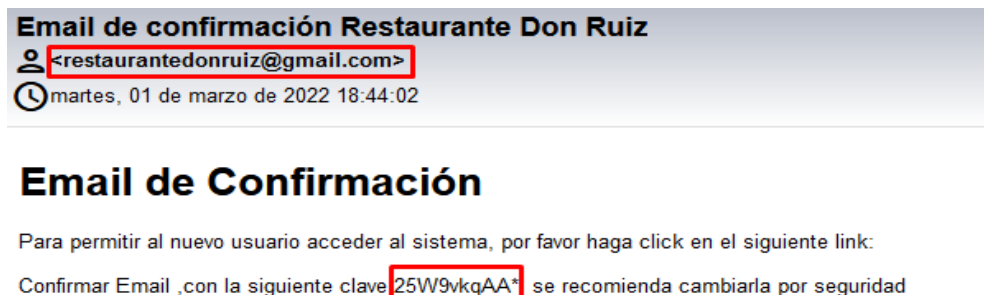 Email de confirmación Restaurante Don Ruiz
<restaurantedonruiz@gmail.com>
martes, 01 de marzo de 2022 18:44:02
Email de Confirmación
Para permitir al nuevo usuario acceder al sistema, por favor haga click en el siguiente link:
Confirmar Email ,con la siguiente clave 25W9vkqAA* se recomienda cambiarla por seguridad